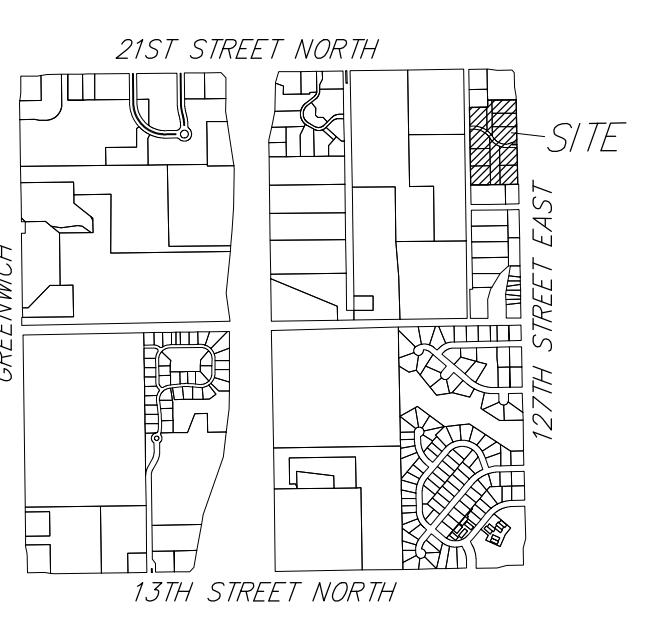 21ST STREET NORTH
SITE
GREENWICH
127TH STREET EAST
13TH STREET NORTH